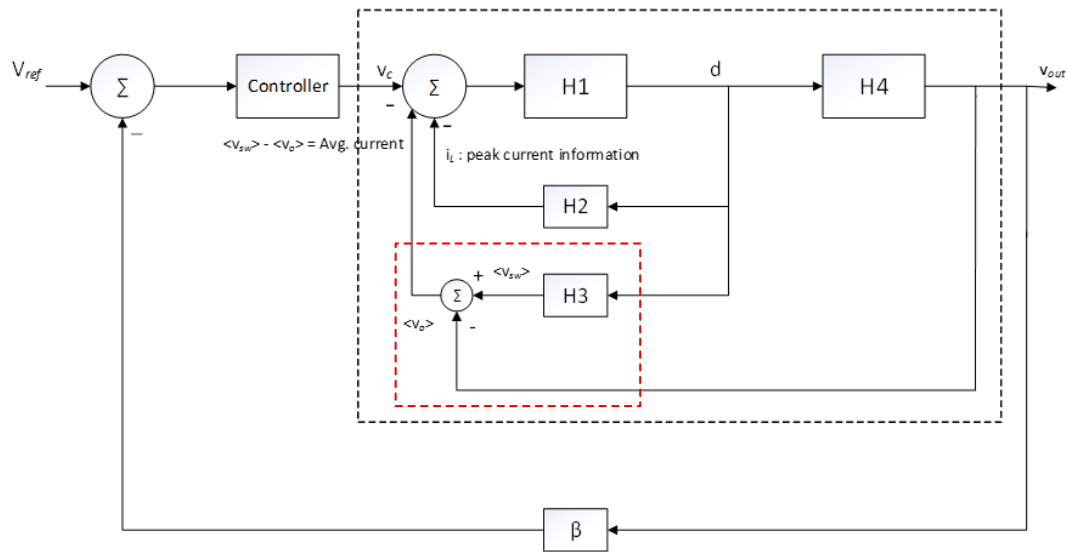 V_ref
Σ
−
Controller
v_c
−
Σ
−
H1
d
H4
v_out
<v_sw> - <v_o> = Avg. current
i_L : peak current information
H2
+
<v_sw>
H3
Σ
<v_o>
-
β